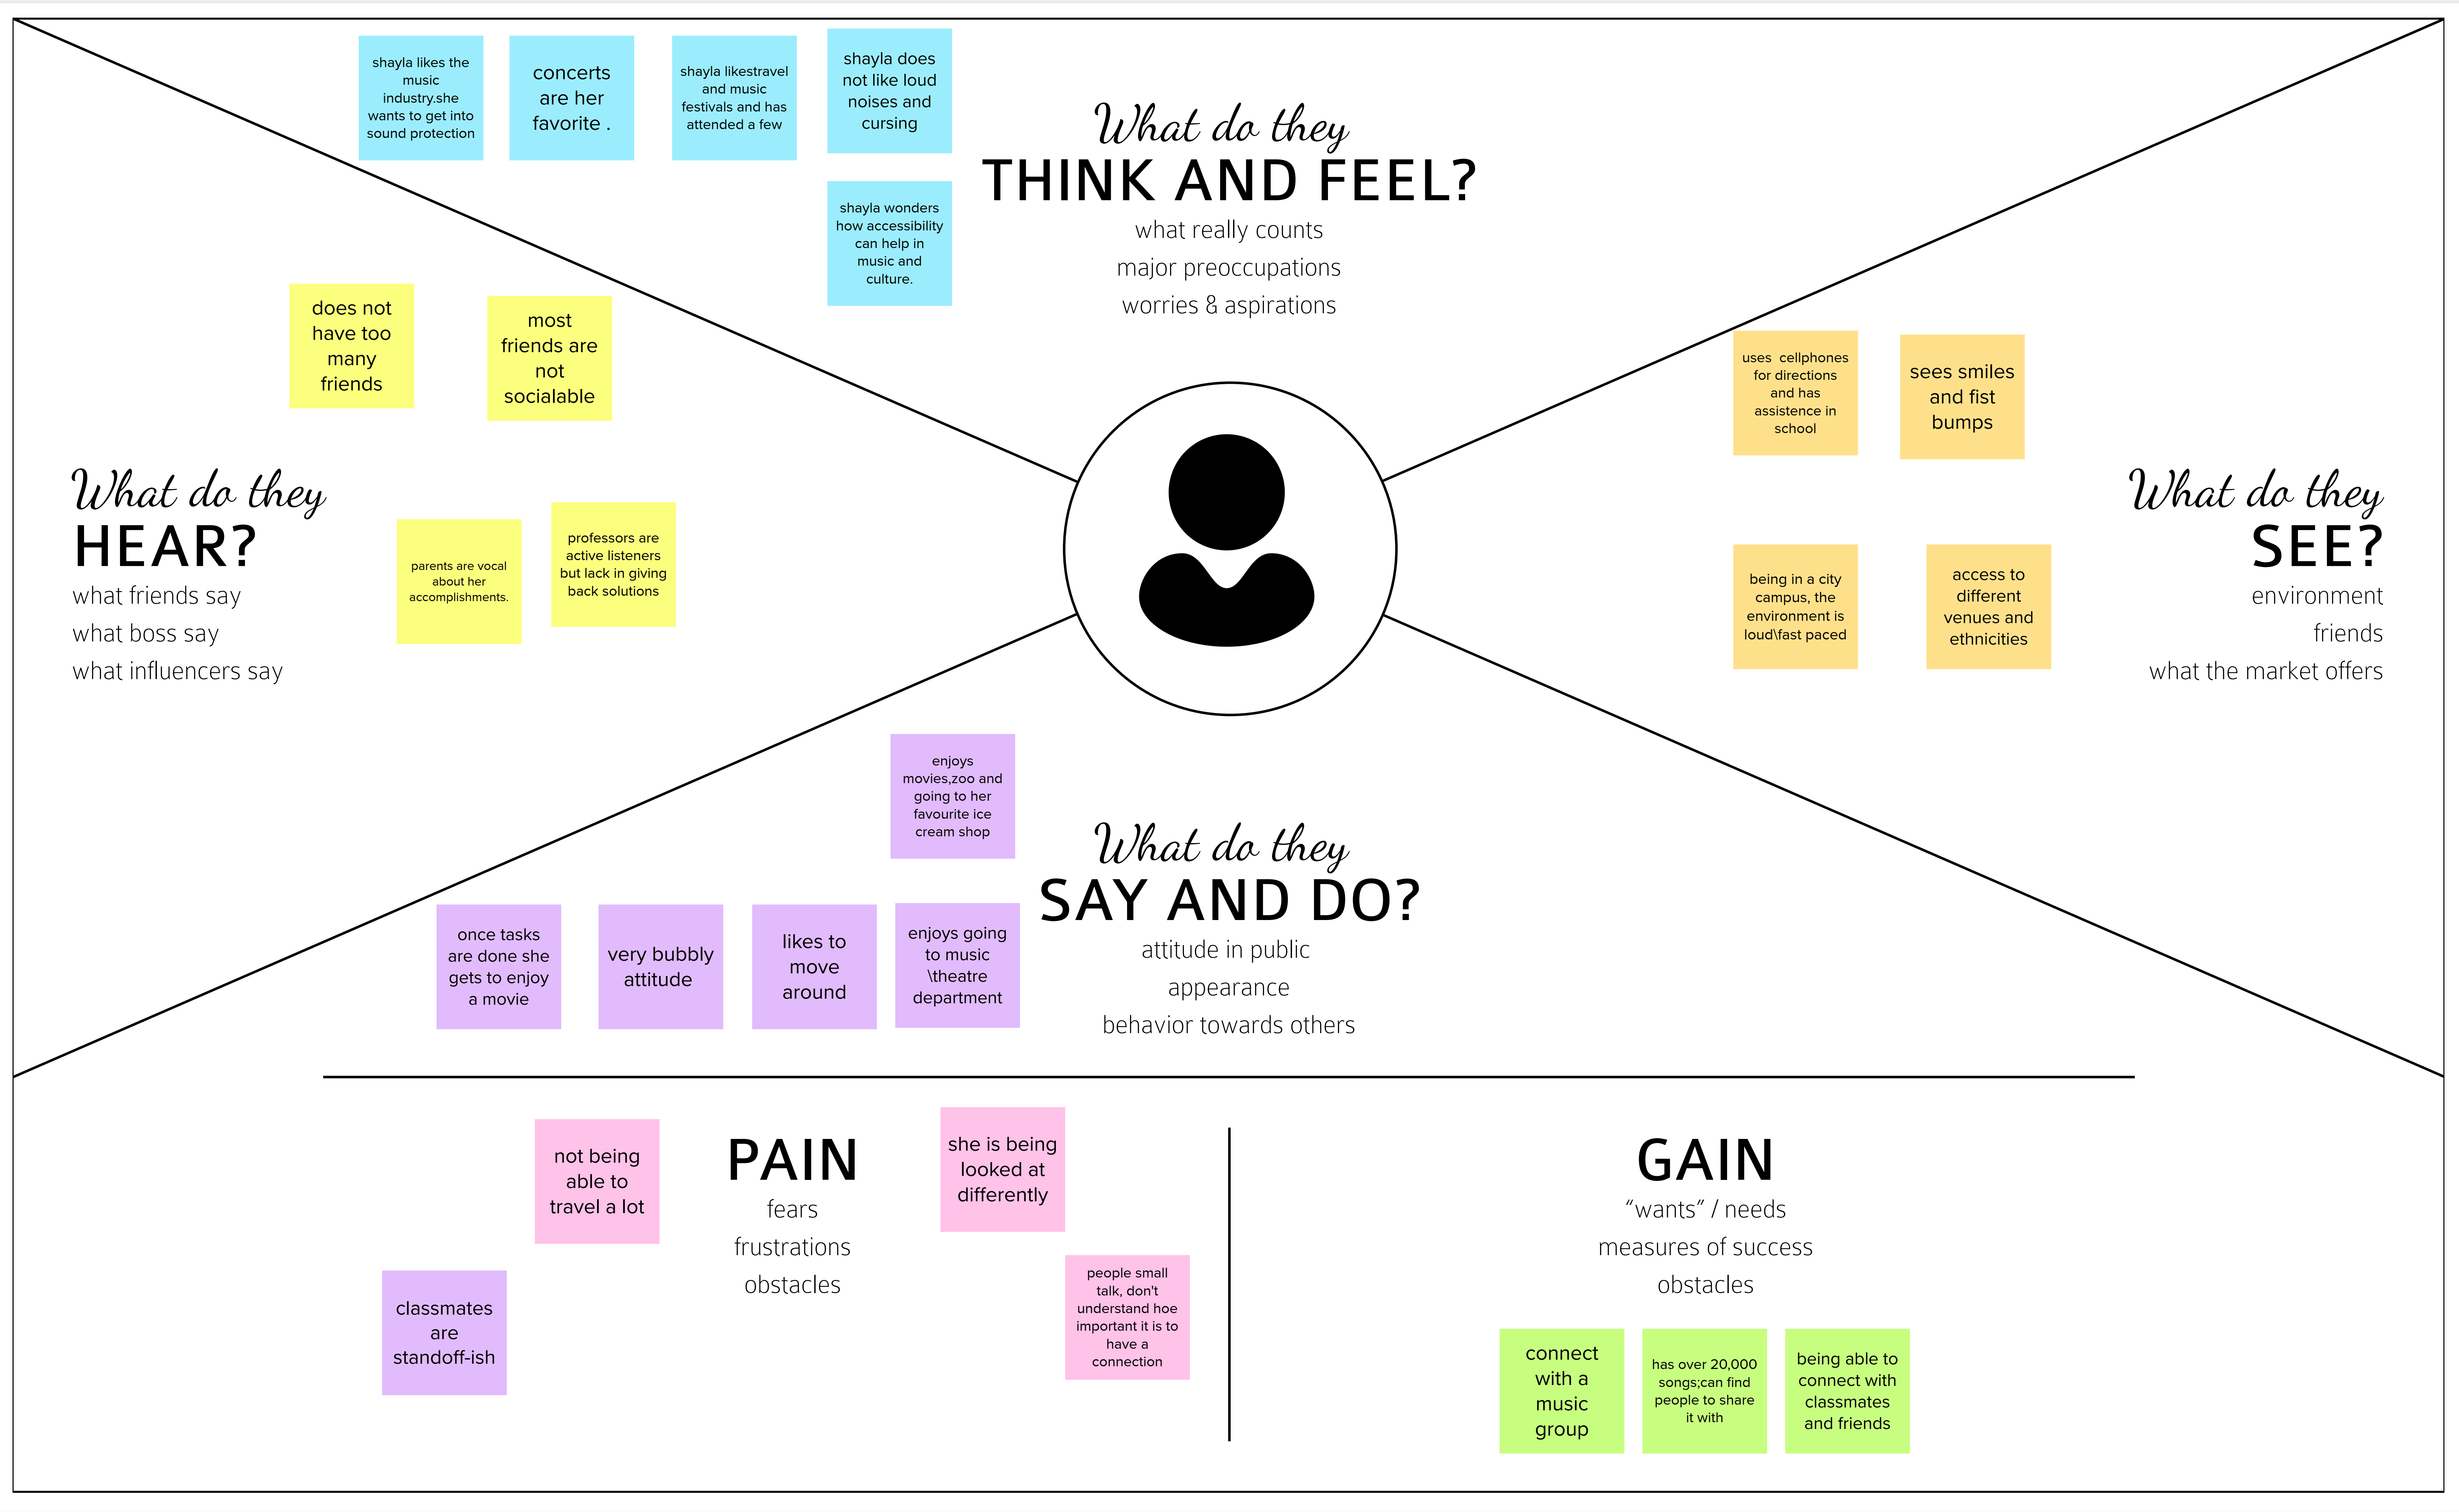 shayla likes the
music
industry.she
wants to get into
sound protection
concerts
are her
favorite .
shayla likestravel
and music
festivals and has
attended a few
shayla does
not like loud
noises and
cursing
shayla wonders
how accessibility
can help in
music and
culture.
What do they
THINK AND FEEL?
what really counts
major preoccupations
worries & aspirations
does not
have too
many
friends
most
friends are
not
socialable
What do they
HEAR?
what friends say
what boss say
what influencers say
parents are vocal
about her
accomplishments.
professors are
active listeners
but lack in giving
back solutions
uses  cellphones
for directions
and has
assistence in
school
sees smiles
and fist
bumps
What do they
SEE?
environment
friends
what the market offers
being in a city
campus, the
environment is
loud\fast paced
access to
different
venues and
ethnicities
enjoys
movies,zoo and
going to her
favourite ice
cream shop
What do they
SAY AND DO?
attitude in public
appearance
behavior towards others
once tasks
are done she
gets to enjoy
a movie
very bubbly
attitude
likes to
move
around
enjoys going
to music
\theatre
department
not being
able to
travel a lot
PAIN
fears
frustrations
obstacles
she is being
looked at
differently
people small
talk, don't
understand hoe
important it is to
have a
connection
classmates
are
standoff-ish
GAIN
“wants” / needs
measures of success
obstacles
connect
with a
music
group
has over 20,000
songs;can find
people to share
it with
being able to
connect with
classmates
and friends